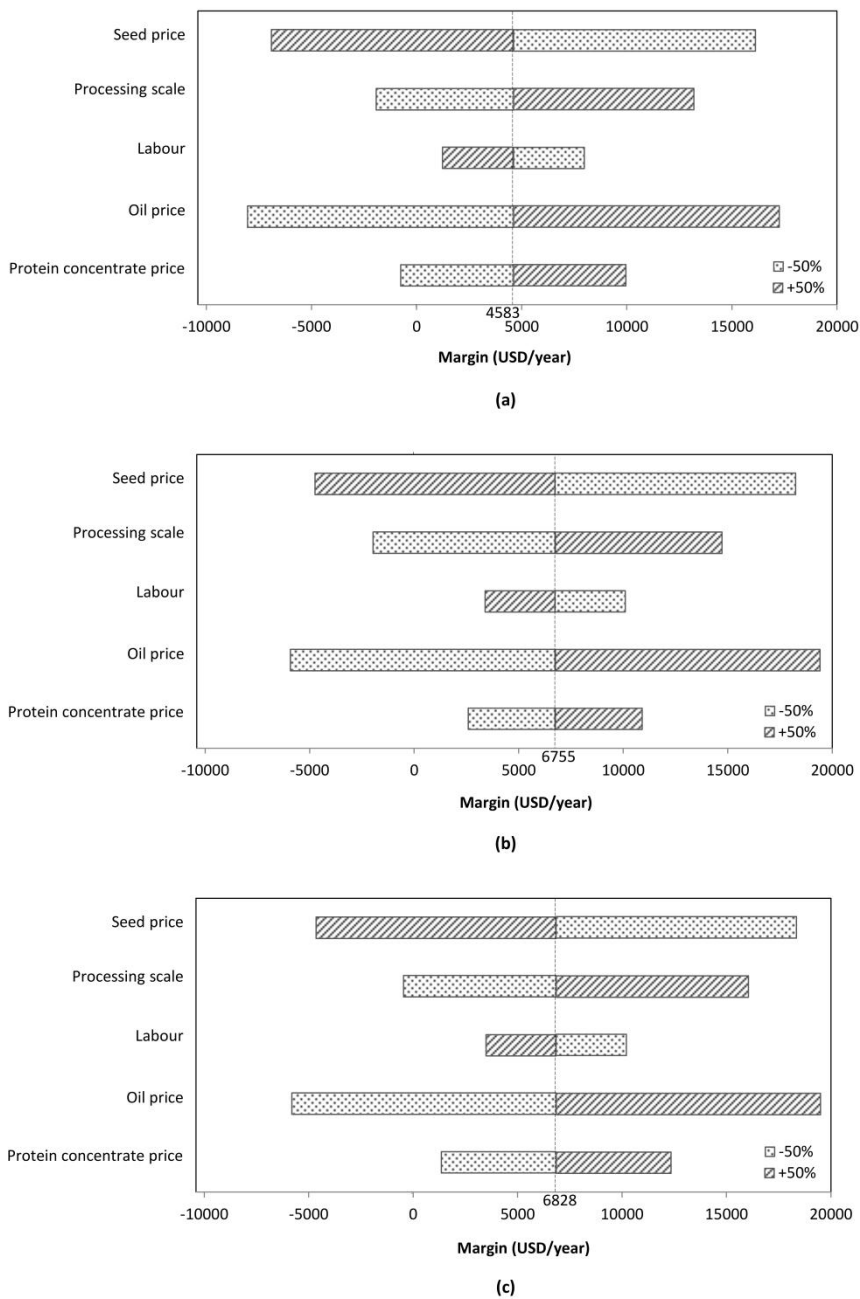 Seed price
Processing scale
Labour
Oil price
Protein concentrate price
-50%
+50%
4583
-10000 -5000 0 5000 10000 15000 20000
Margin (USD/year)
(a)
Seed price
Processing scale
Labour
Oil price
Protein concentrate price
-50%
+50%
6755
-10000 -5000 0 5000 10000 15000 20000
Margin (USD/year)
(b)
Seed price
Processing scale
Labour
Oil price
Protein concentrate price
-50%
+50%
6828
-10000 -5000 0 5000 10000 15000 20000
Margin (USD/year)
(c)